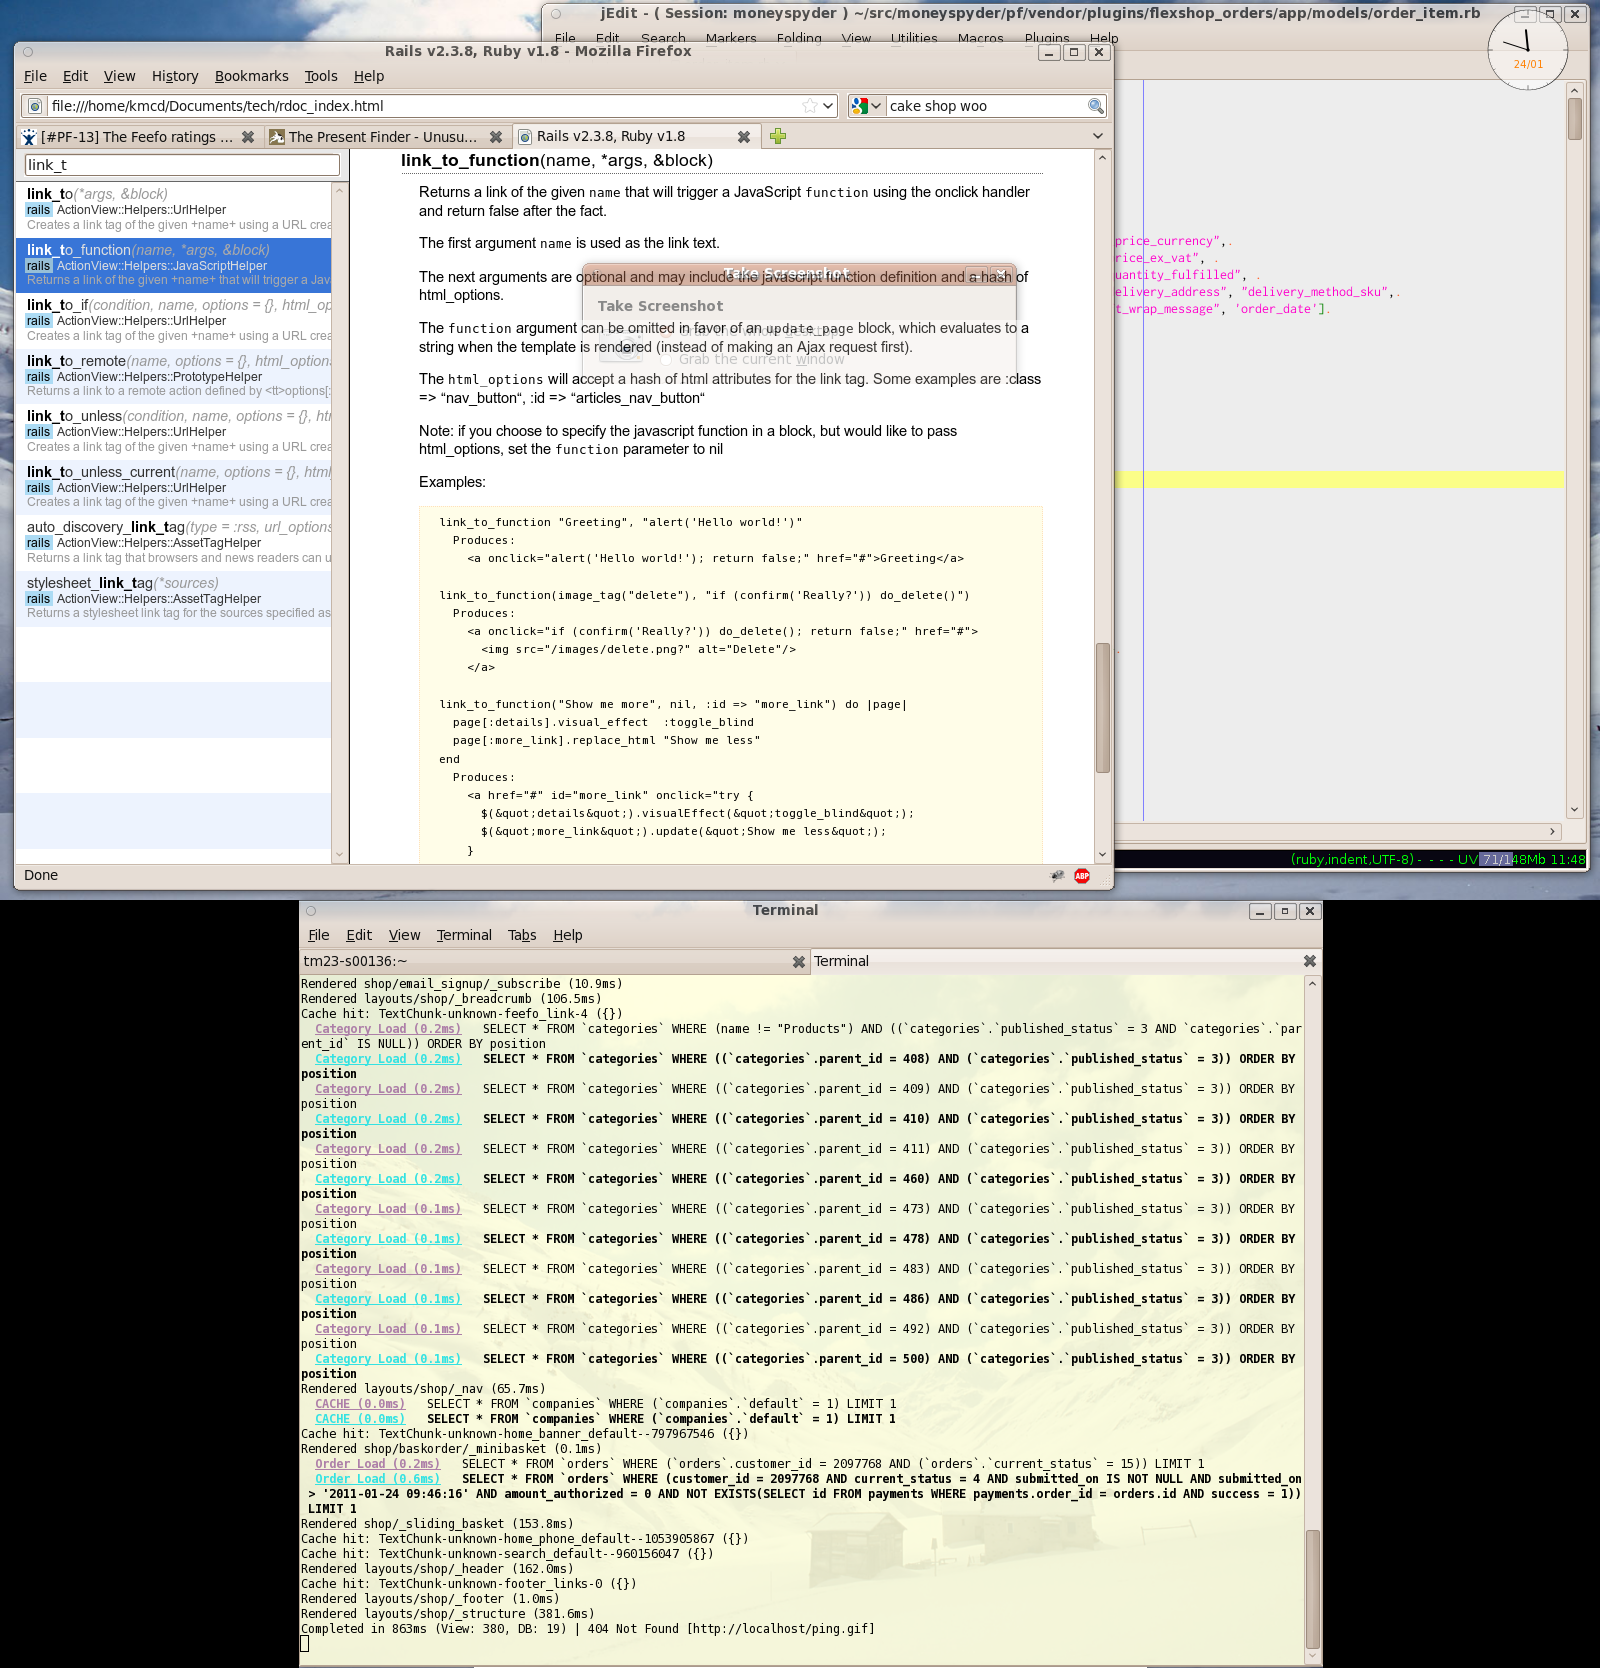 jEdit - ( Session: moneyspyder ) ~/src/moneyspyder/pf/vendor/plugins/flexshop_orders/app/models/order_item.rb
File Edit Search Markers Folding View Utilities Macros Plugins Help
24/01
Rails v2.3.8, Ruby v1.8 - Mozilla Firefox
File Edit View History Bookmarks Tools Help
file:///home/kmcd/Documents/tech/rdoc_index.html
cake shop woo
[#PF-13] The Feefo ratings ...
The Present Finder - Unusu...
Rails v2.3.8, Ruby v1.8
link_t
link_to(*args, &block)
rails ActionView::Helpers::UrlHelper
Creates a link tag of the given +name+ using a URL crea
link_to_function(name, *args, &block)
rails ActionView::Helpers::JavaScriptHelper
Returns a link of the given +name+ that will trigger a Jav
link_to_if(condition, name, options = {}, html_op
rails ActionView::Helpers::UrlHelper
Creates a link tag of the given +name+ using a URL crea
link_to_remote(name, options = {}, html_option
rails ActionView::Helpers::PrototypeHelper
Returns a link to a remote action defined by <tt>options[:
link_to_unless(condition, name, options = {}, htr
rails ActionView::Helpers::UrlHelper
Creates a link tag of the given +name+ using a URL crea
link_to_unless_current(name, options = {}, html
rails ActionView::Helpers::UrlHelper
Creates a link tag of the given +name+ using a URL crea
auto_discovery_link_tag(type = :rss, url_options
rails ActionView::Helpers::AssetTagHelper
Returns a link tag that browsers and news readers can u
stylesheet_link_tag(*sources)
rails ActionView::Helpers::AssetTagHelper
Returns a stylesheet link tag for the sources specified as
link_to_function(name, *args, &block)
Returns a link of the given name that will trigger a JavaScript function using the onclick handler
and return false after the fact.
The first argument name is used as the link text.
The next arguments are optional and may include the javascript function definition and a hash of
html_options.
The function argument can be omitted in favor of an update_page block, which evaluates to a
string when the template is rendered (instead of making an Ajax request first).
The html_options will accept a hash of html attributes for the link tag. Some examples are :class
=> “nav_button“, :id => “articles_nav_button“
Note: if you choose to specify the javascript function in a block, but would like to pass
html_options, set the function parameter to nil
Examples:
link_to_function "Greeting", "alert('Hello world!')"
Produces:
<a onclick="alert('Hello world!'); return false;" href="#">Greeting</a>
link_to_function(image_tag("delete"), "if (confirm('Really?')) do_delete()")
Produces:
<a onclick="if (confirm('Really?')) do_delete(); return false;" href="#">
<img src="/images/delete.png?" alt="Delete"/>
</a>
link_to_function("Show me more", nil, :id => "more_link") do |page|
page[:details].visual_effect  :toggle_blind
page[:more_link].replace_html "Show me less"
end
Produces:
<a href="#" id="more_link" onclick="try {
$(&quot;details&quot;).visualEffect(&quot;toggle_blind&quot;);
$(&quot;more_link&quot;).update(&quot;Show me less&quot;);
}
Take Screenshot
Take Screenshot
Grab the whole desktop
Grab the current window
price_currency",.
rice_ex_vat", .
uantity_fulfilled", .
elivery_address", "delivery_method_sku",.
t_wrap_message", 'order_date'].
(ruby,indent,UTF-8) - - - - UV 71/148Mb 11:48
Done
ABP
Terminal
File Edit View Terminal Tabs Help
tm23-s00136:~
Terminal
Rendered shop/email_signup/_subscribe (10.9ms)
Rendered layouts/shop/_breadcrumb (106.5ms)
Cache hit: TextChunk-unknown-feefo_link-4 ({})
Category Load (0.2ms)   SELECT * FROM `categories` WHERE (name != "Products") AND ((`categories`.`published_status` = 3 AND `categories`.`par
ent_id` IS NULL)) ORDER BY position
Category Load (0.2ms)   SELECT * FROM `categories` WHERE ((`categories`.parent_id = 408) AND (`categories`.`published_status` = 3)) ORDER BY
position
Category Load (0.2ms)   SELECT * FROM `categories` WHERE ((`categories`.parent_id = 409) AND (`categories`.`published_status` = 3)) ORDER BY
position
Category Load (0.2ms)   SELECT * FROM `categories` WHERE ((`categories`.parent_id = 410) AND (`categories`.`published_status` = 3)) ORDER BY
position
Category Load (0.2ms)   SELECT * FROM `categories` WHERE ((`categories`.parent_id = 411) AND (`categories`.`published_status` = 3)) ORDER BY
position
Category Load (0.2ms)   SELECT * FROM `categories` WHERE ((`categories`.parent_id = 460) AND (`categories`.`published_status` = 3)) ORDER BY
position
Category Load (0.1ms)   SELECT * FROM `categories` WHERE ((`categories`.parent_id = 473) AND (`categories`.`published_status` = 3)) ORDER BY
position
Category Load (0.1ms)   SELECT * FROM `categories` WHERE ((`categories`.parent_id = 478) AND (`categories`.`published_status` = 3)) ORDER BY
position
Category Load (0.1ms)   SELECT * FROM `categories` WHERE ((`categories`.parent_id = 483) AND (`categories`.`published_status` = 3)) ORDER BY
position
Category Load (0.1ms)   SELECT * FROM `categories` WHERE ((`categories`.parent_id = 486) AND (`categories`.`published_status` = 3)) ORDER BY
position
Category Load (0.1ms)   SELECT * FROM `categories` WHERE ((`categories`.parent_id = 492) AND (`categories`.`published_status` = 3)) ORDER BY
position
Category Load (0.1ms)   SELECT * FROM `categories` WHERE ((`categories`.parent_id = 500) AND (`categories`.`published_status` = 3)) ORDER BY
position
Rendered layouts/shop/_nav (65.7ms)
CACHE (0.0ms)   SELECT * FROM `companies` WHERE (`companies`.`default` = 1) LIMIT 1
CACHE (0.0ms)   SELECT * FROM `companies` WHERE (`companies`.`default` = 1) LIMIT 1
Cache hit: TextChunk-unknown-home_banner_default--797967546 ({})
Rendered shop/baskorder/_minibasket (0.1ms)
Order Load (0.2ms)   SELECT * FROM `orders` WHERE (`orders`.customer_id = 2097768 AND (`orders`.`current_status` = 15)) LIMIT 1
Order Load (0.6ms)   SELECT * FROM `orders` WHERE (customer_id = 2097768 AND current_status = 4 AND submitted_on IS NOT NULL AND submitted_on
> '2011-01-24 09:46:16' AND amount_authorized = 0 AND NOT EXISTS(SELECT id FROM payments WHERE payments.order_id = orders.id AND success = 1))
LIMIT 1
Rendered shop/_sliding_basket (153.8ms)
Cache hit: TextChunk-unknown-home_phone_default--1053905867 ({})
Cache hit: TextChunk-unknown-search_default--960156047 ({})
Rendered layouts/shop/_header (162.0ms)
Cache hit: TextChunk-unknown-footer_links-0 ({})
Rendered layouts/shop/_footer (1.0ms)
Rendered layouts/shop/_structure (381.6ms)
Completed in 863ms (View: 380, DB: 19) | 404 Not Found [http://localhost/ping.gif]